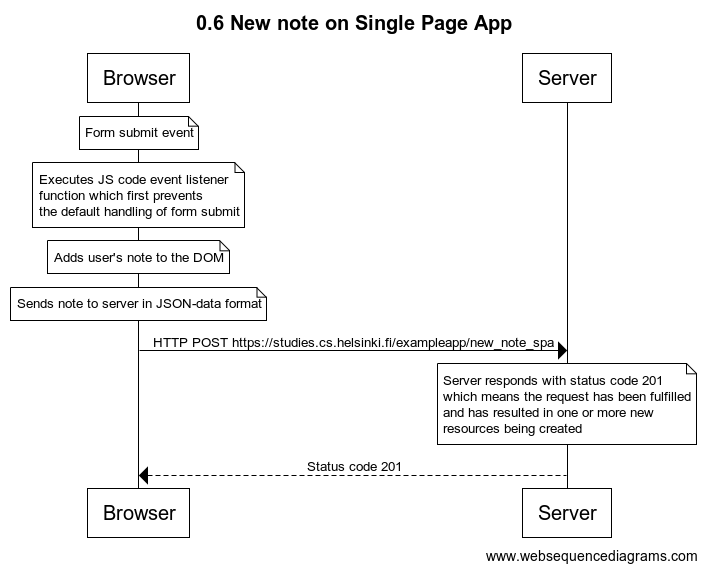 0.6 New note on Single Page App
Browser
Server
Form submit event
Executes JS code event listener
function which first prevents
the default handling of form submit
Adds user's note to the DOM
Sends note to server in JSON-data format
HTTP POST https://studies.cs.helsinki.fi/exampleapp/new_note_spa
Server responds with status code 201
which means the request has been fulfilled
and has resulted in one or more new
resources being created
Status code 201
Browser
Server
www.websequencediagrams.com